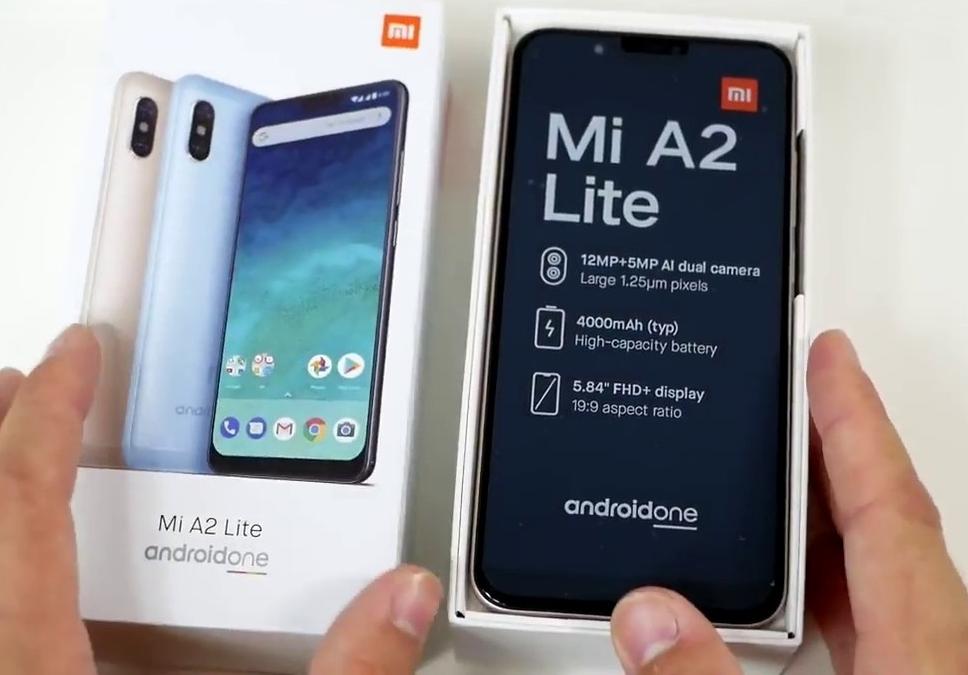 mi
andr
Mi A2 Lite
androidone
mi
Mi A2
Lite
12MP+5MP AI dual camera
Large 1.25µm pixels
4000mAh (typ)
High-capacity battery
5.84" FHD+ display
19:9 aspect ratio
androidone